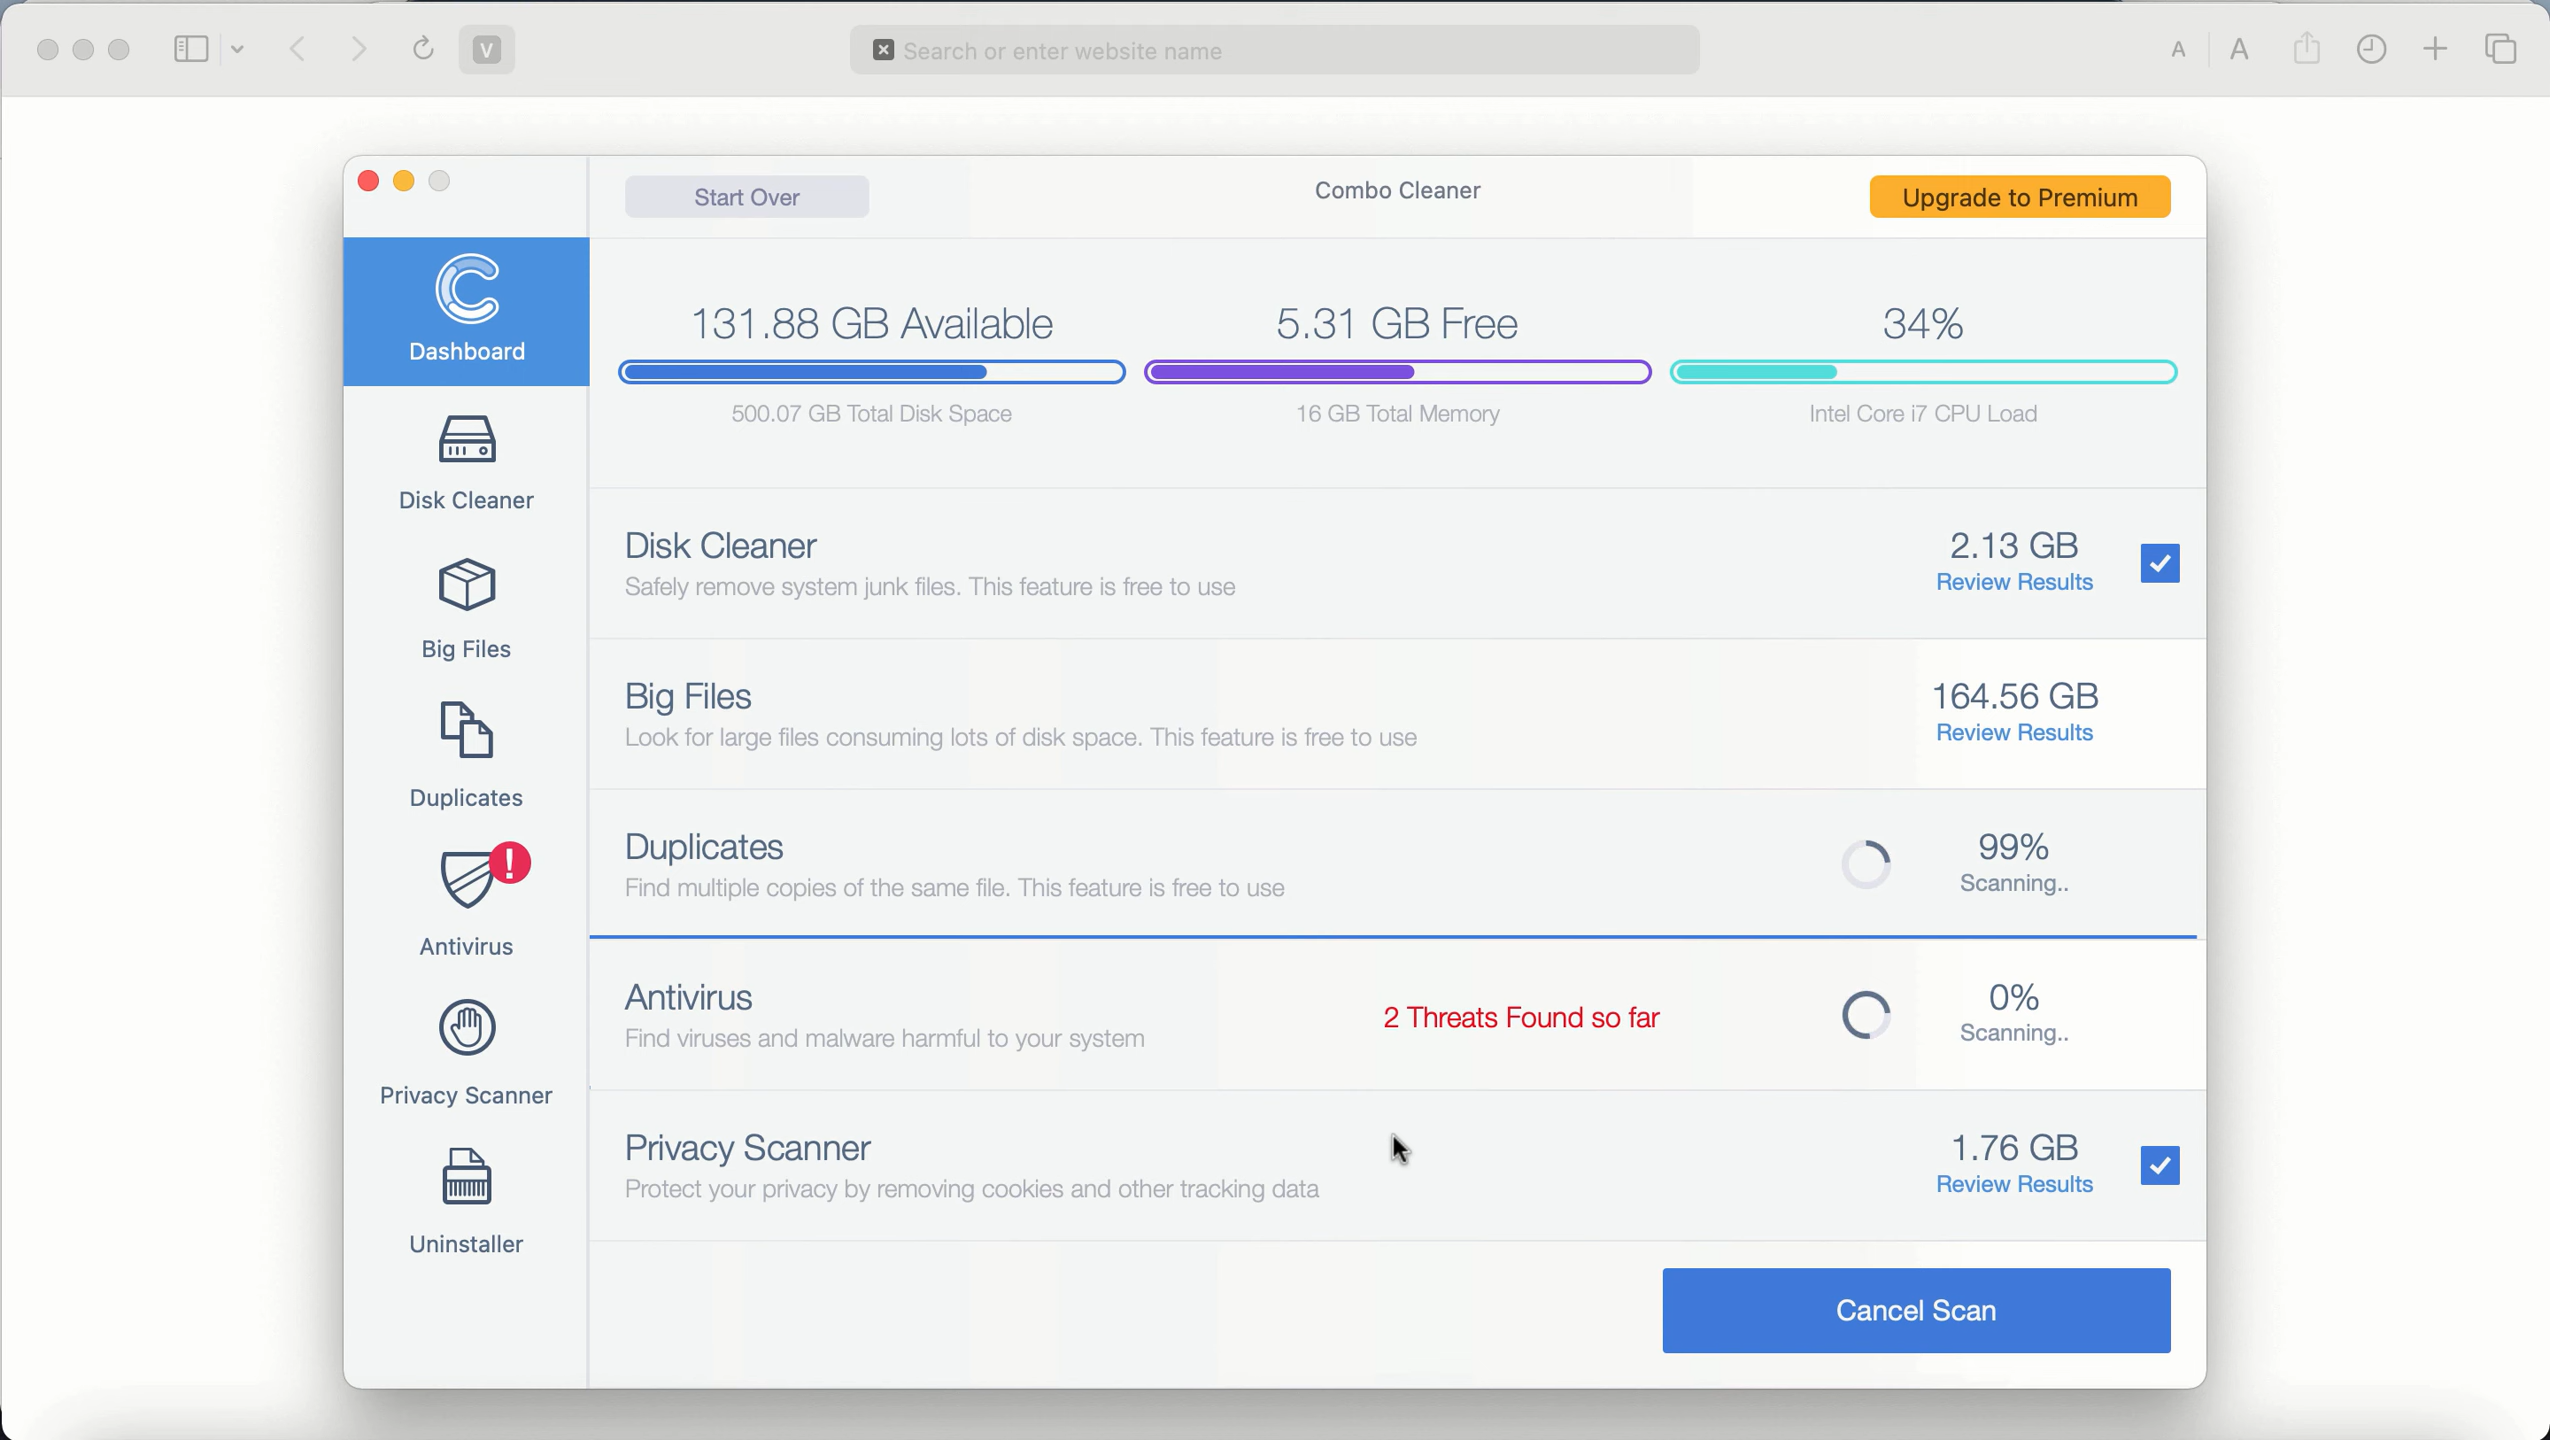 V
Search or enter website name
A
A
Start Over
Combo Cleaner
Upgrade to Premium
Dashboard
Disk Cleaner
Big Files
Duplicates
!
Antivirus
Privacy Scanner
Uninstaller
131.88 GB Available
500.07 GB Total Disk Space
5.31 GB Free
16 GB Total Memory
34%
Intel Core i7 CPU Load
Disk Cleaner
Safely remove system junk files. This feature is free to use
2.13 GB
Review Results
Big Files
Look for large files consuming lots of disk space. This feature is free to use
164.56 GB
Review Results
Duplicates
Find multiple copies of the same file. This feature is free to use
99%
Scanning..
Antivirus
Find viruses and malware harmful to your system
2 Threats Found so far
0%
Scanning..
Privacy Scanner
Protect your privacy by removing cookies and other tracking data
1.76 GB
Review Results
Cancel Scan